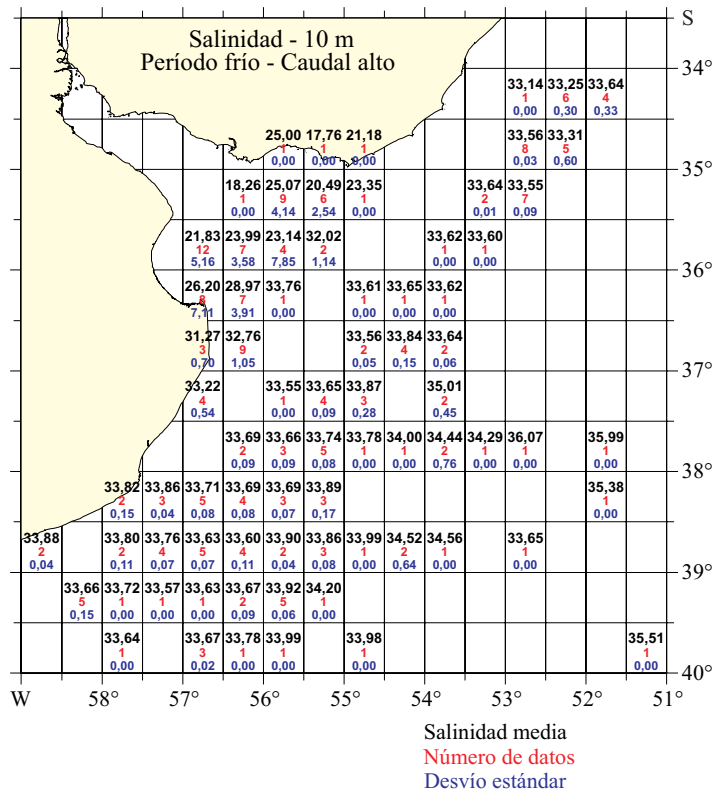 S
Salinidad - 10 m
Período frío - Caudal alto
34°
33,14 33,25 33,64
1 6 4
0,00 0,30 0,33
25,00 17,76 21,18 33,56 33,31
1 1 1 8 5
0,00 0,00 0,00 0,03 0,60
35°
18,26 25,07 20,49 23,35 33,64 33,55
1 9 6 1 2 7
0,00 4,14 2,54 0,00 0,01 0,09
21,83 23,99 23,14 32,02 33,62 33,60
12 7 4 2 1 1
5,16 3,58 7,85 1,14 0,00 0,00
36°
26,20 28,97 33,76 33,61 33,65 33,62
8 7 1 1 1 1
7,11 3,91 0,00 0,00 0,00 0,00
31,27 32,76 33,56 33,84 33,64
3 9 2 4 2
0,70 1,05 0,05 0,15 0,06
37°
33,22 33,55 33,65 33,87 35,01
4 1 4 3 2
0,54 0,00 0,09 0,28 0,45
33,69 33,66 33,74 33,78 34,00 34,44 34,29 36,07 35,99
2 3 5 1 1 2 1 1 1
0,09 0,09 0,08 0,00 0,00 0,76 0,00 0,00 0,00
38°
33,82 33,86 33,71 33,69 33,69 33,89 35,38
2 3 5 4 3 3 1
0,15 0,04 0,08 0,08 0,07 0,17 0,00
33,88 33,80 33,76 33,63 33,60 33,90 33,86 33,99 34,52 34,56 33,65
2 2 4 5 4 2 3 1 2 1 1
0,04 0,11 0,07 0,07 0,11 0,04 0,08 0,00 0,64 0,00 0,00
39°
33,66 33,72 33,57 33,63 33,67 33,92 34,20
5 1 1 1 2 5 1
0,15 0,00 0,00 0,00 0,09 0,06 0,00
33,64 33,67 33,78 33,99 33,98 35,51
1 3 1 1 1 1
0,00 0,02 0,00 0,00 0,00 0,00
40°
W 58° 57° 56° 55° 54° 53° 52° 51°
Salinidad media
Número de datos
Desvío estándar